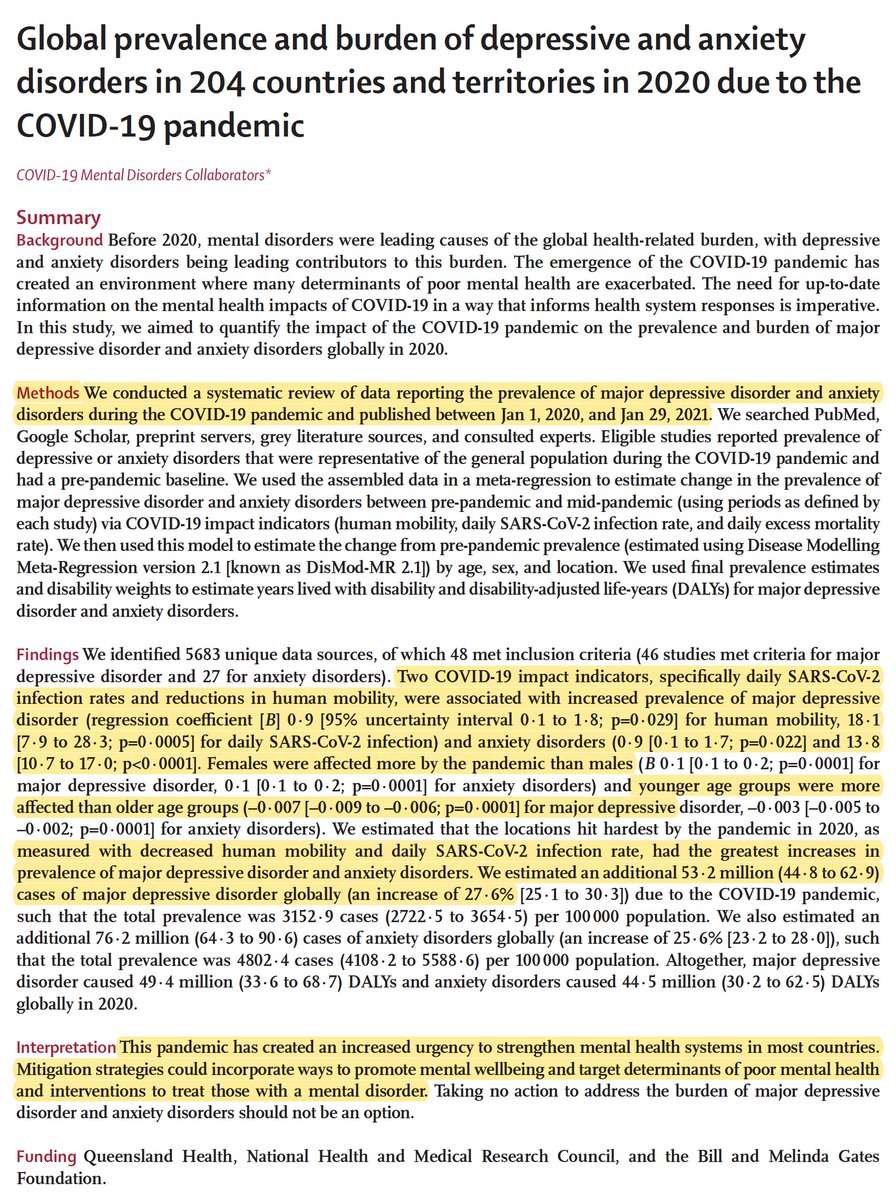 Global prevalence and burden of depressive and anxiety
disorders in 204 countries and territories in 2020 due to the
COVID-19 pandemic
COVID-19 Mental Disorders Collaborators*
Summary
Background Before 2020, mental disorders were leading causes of the global health-related burden, with depressive
and anxiety disorders being leading contributors to this burden. The emergence of the COVID-19 pandemic has
created an environment where many determinants of poor mental health are exacerbated. The need for up-to-date
information on the mental health impacts of COVID-19 in a way that informs health system responses is imperative.
In this study, we aimed to quantify the impact of the COVID-19 pandemic on the prevalence and burden of major
depressive disorder and anxiety disorders globally in 2020.
Methods We conducted a systematic review of data reporting the prevalence of major depressive disorder and anxiety
disorders during the COVID-19 pandemic and published between Jan 1, 2020, and Jan 29, 2021. We searched PubMed,
Google Scholar, preprint servers, grey literature sources, and consulted experts. Eligible studies reported prevalence of
depressive or anxiety disorders that were representative of the general population during the COVID-19 pandemic and
had a pre-pandemic baseline. We used the assembled data in a meta-regression to estimate change in the prevalence of
major depressive disorder and anxiety disorders between pre-pandemic and mid-pandemic (using periods as defined by
each study) via COVID-19 impact indicators (human mobility, daily SARS-CoV-2 infection rate, and daily excess mortality
rate). We then used this model to estimate the change from pre-pandemic prevalence (estimated using Disease Modelling
Meta-Regression version 2.1 [known as DisMod-MR 2.1]) by age, sex, and location. We used final prevalence estimates
and disability weights to estimate years lived with disability and disability-adjusted life-years (DALYs) for major depressive
disorder and anxiety disorders.
Findings We identified 5683 unique data sources, of which 48 met inclusion criteria (46 studies met criteria for major
depressive disorder and 27 for anxiety disorders). Two COVID-19 impact indicators, specifically daily SARS-CoV-2
infection rates and reductions in human mobility, were associated with increased prevalence of major depressive
disorder (regression coefficient [B] 0·9 [95% uncertainty interval 0·1 to 1·8; p=0·029] for human mobility, 18·1
[7·9 to 28·3; p=0·0005] for daily SARS-CoV-2 infection) and anxiety disorders (0·9 [0·1 to 1·7; p=0·022] and 13·8
[10·7 to 17·0; p<0·0001]. Females were affected more by the pandemic than males (B 0·1 [0·1 to 0·2; p=0·0001] for
major depressive disorder, 0·1 [0·1 to 0·2; p=0·0001] for anxiety disorders) and younger age groups were more
affected than older age groups (–0·007 [–0·009 to –0·006; p=0·0001] for major depressive disorder, –0·003 [–0·005 to
–0·002; p=0·0001] for anxiety disorders). We estimated that the locations hit hardest by the pandemic in 2020, as
measured with decreased human mobility and daily SARS-CoV-2 infection rate, had the greatest increases in
prevalence of major depressive disorder and anxiety disorders. We estimated an additional 53·2 million (44·8 to 62·9)
cases of major depressive disorder globally (an increase of 27·6% [25·1 to 30·3]) due to the COVID-19 pandemic,
such that the total prevalence was 3152·9 cases (2722·5 to 3654·5) per 100 000 population. We also estimated an
additional 76·2 million (64·3 to 90·6) cases of anxiety disorders globally (an increase of 25·6% [23·2 to 28·0]), such
that the total prevalence was 4802·4 cases (4108·2 to 5588·6) per 100 000 population. Altogether, major depressive
disorder caused 49·4 million (33·6 to 68·7) DALYs and anxiety disorders caused 44·5 million (30·2 to 62·5) DALYs
globally in 2020.
Interpretation This pandemic has created an increased urgency to strengthen mental health systems in most countries.
Mitigation strategies could incorporate ways to promote mental wellbeing and target determinants of poor mental health
and interventions to treat those with a mental disorder. Taking no action to address the burden of major depressive
disorder and anxiety disorders should not be an option.
Funding Queensland Health, National Health and Medical Research Council, and the Bill and Melinda Gates
Foundation.